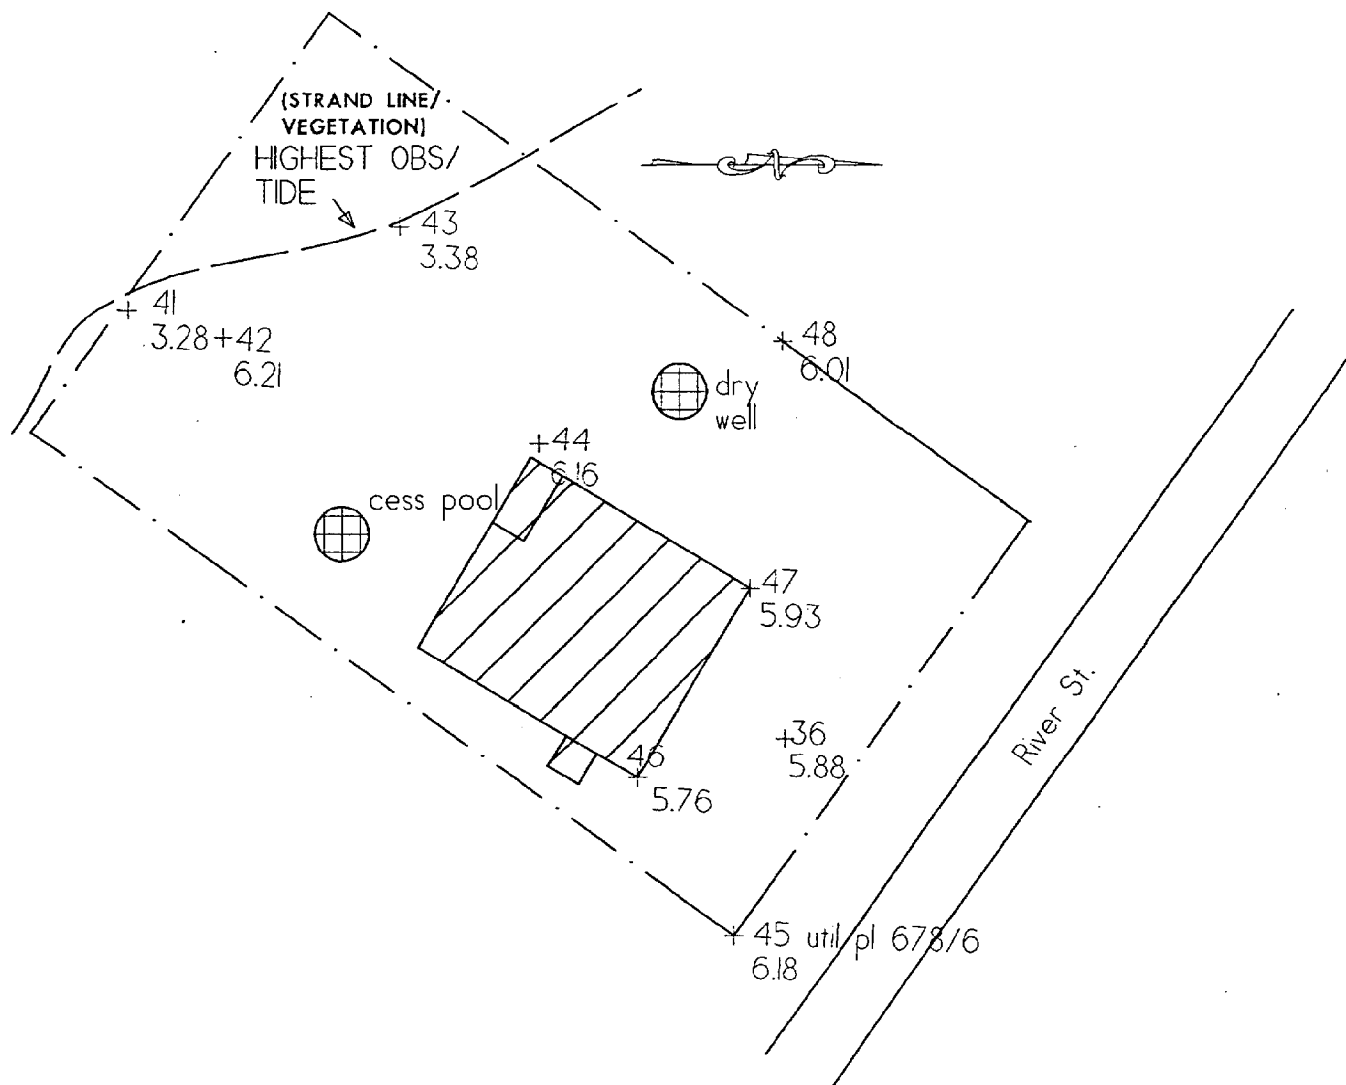 (STRAND LINE/
VEGETATION)
HIGHEST OBS/
TIDE
43
3.38
41
3.28 +42
6.21
48
6.01
dry
well
44
6.16
cess pool
47
5.93
36
5.88
46
5.76
River St.
45 util pl 678/6
6.18